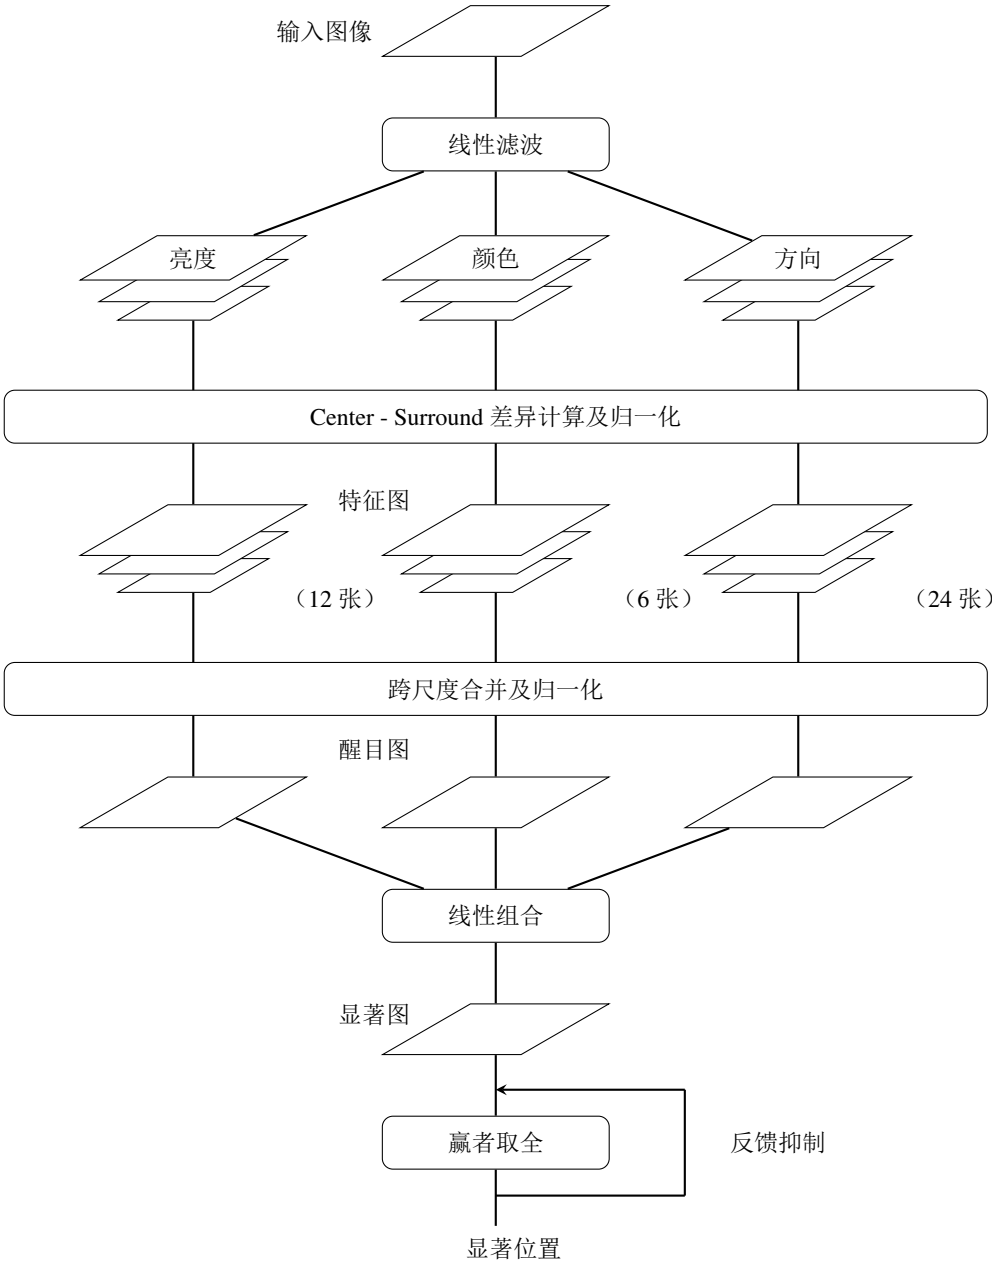 输入图像
线性滤波
亮度
颜色
方向
Center - Surround 差异计算及归一化
特征图
（12 张）
（6 张）
（24 张）
跨尺度合并及归一化
醒目图
线性组合
显著图
赢者取全
反馈抑制
显著位置